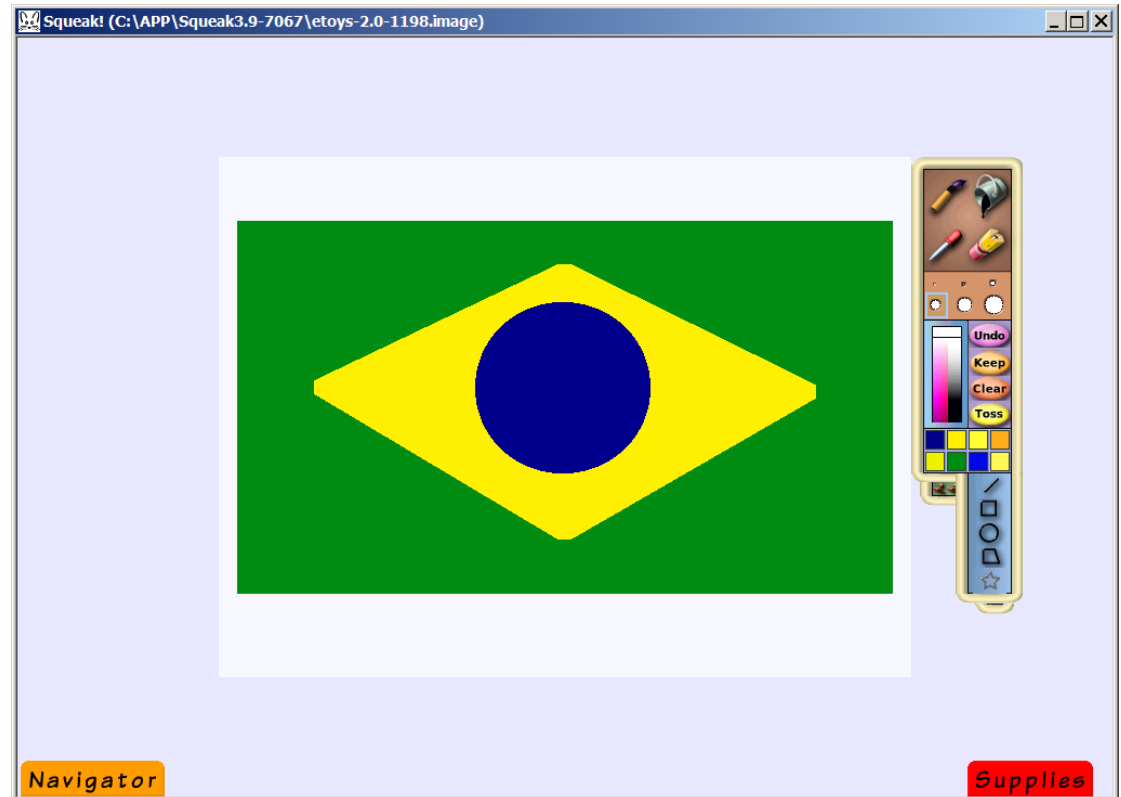 Squeak! (C:\APP\Squeak3.9-7067\etoys-2.0-1198.image)
Undo
Keep
Clear
Toss
Navigator
Supplies